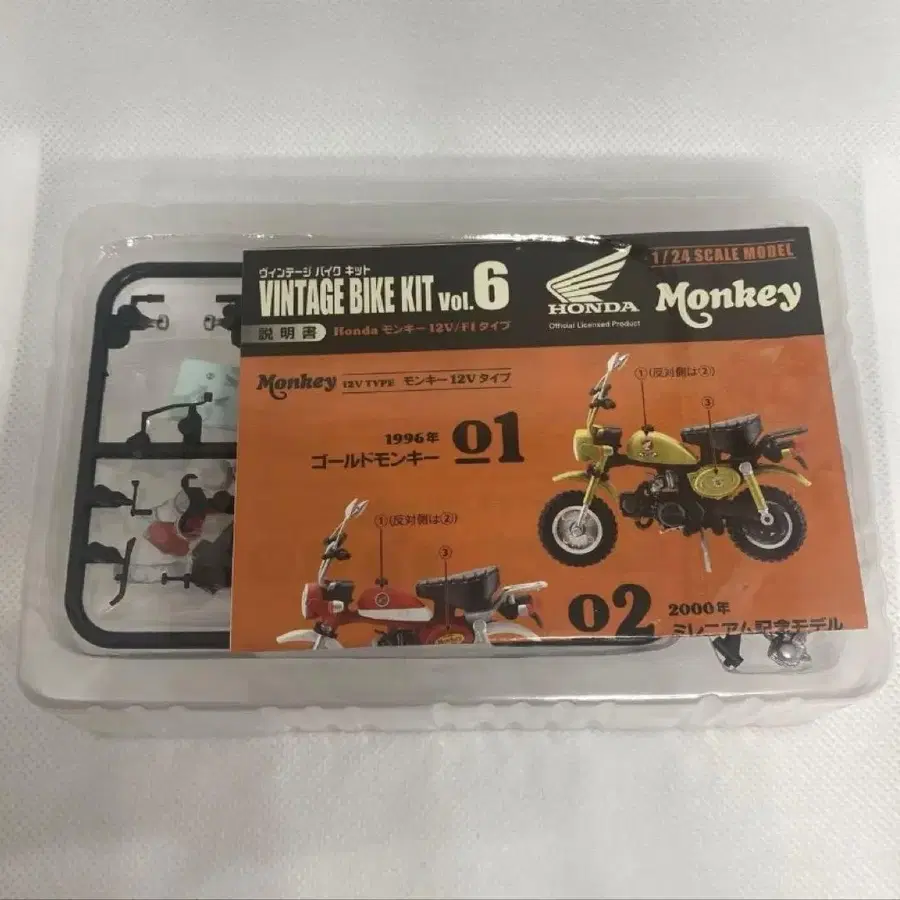 ヴィンテージ バイク キット
VINTAGE BIKE KIT Vol.6
説明書 Honda モンキー 12V/FIタイプ
HONDA
Official Licensed Product
1/24 SCALE MODEL
Monkey
Monkey 12V TYPE モンキー12Vタイプ
1996年
ゴールドモンキー 01
①(反対側は②)
③
①(反対側は②)
③
02 2000年
ミレニアム記念モデル